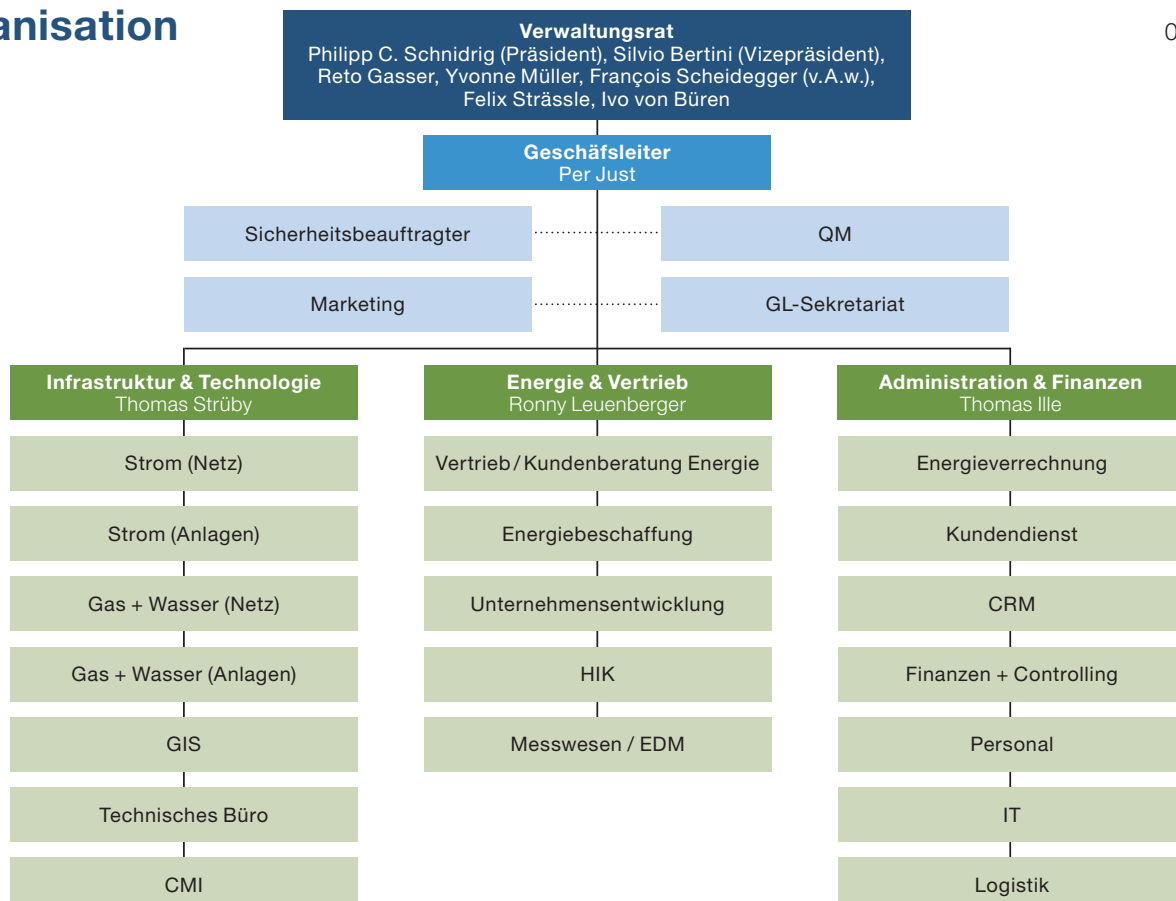 anisation
0
Verwaltungsrat
Philipp C. Schnidrig (Präsident), Silvio Bertini (Vizepräsident),
Reto Gasser, Yvonne Müller, François Scheidegger (v.A.w.),
Felix Strässle, Ivo von Büren
Geschäfsleiter
Per Just
Sicherheitsbeauftragter
QM
Marketing
GL-Sekretariat
Infrastruktur & Technologie
Thomas Strüby
Strom (Netz)
Strom (Anlagen)
Gas + Wasser (Netz)
Gas + Wasser (Anlagen)
GIS
Technisches Büro
CMI
Energie & Vertrieb
Ronny Leuenberger
Vertrieb / Kundenberatung Energie
Energiebeschaffung
Unternehmensentwicklung
HIK
Messwesen / EDM
Administration & Finanzen
Thomas Ille
Energieverrechnung
Kundendienst
CRM
Finanzen + Controlling
Personal
IT
Logistik